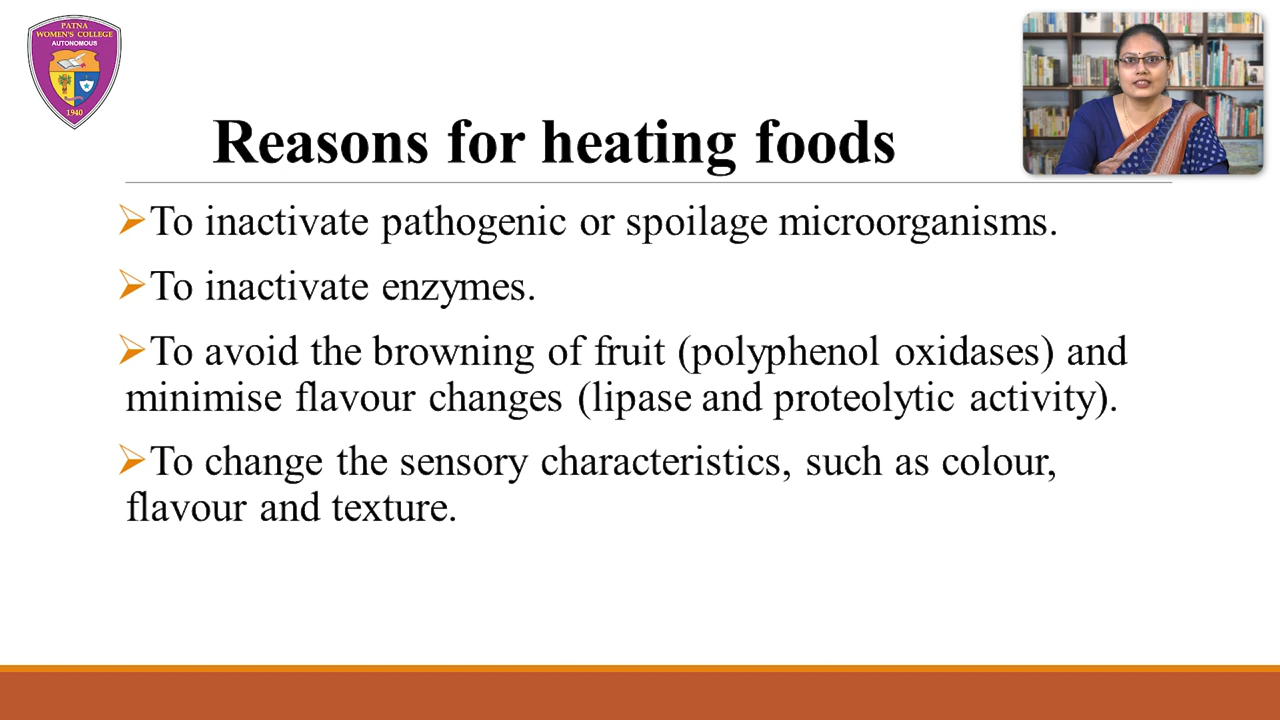 PATNA
WOMEN'S COLLEGE
AUTONOMOUS
1940
Reasons for heating foods
To inactivate pathogenic or spoilage microorganisms.
To inactivate enzymes.
To avoid the browning of fruit (polyphenol oxidases) and
minimise flavour changes (lipase and proteolytic activity).
To change the sensory characteristics, such as colour,
flavour and texture.